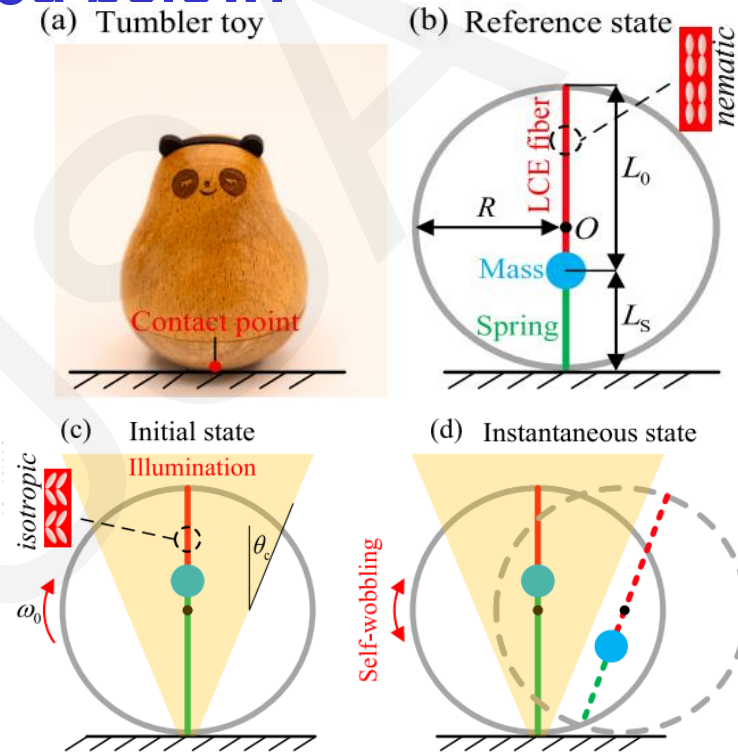 (a) Tumbler toy
Contact point
(b) Reference state
nematic
LCE fiber
L₀
R
O
Mass
Spring
Lₛ
(c) Initial state
Illumination
isotropic
θ꜀
ω₀
(d) Instantaneous state
Self-wobbling